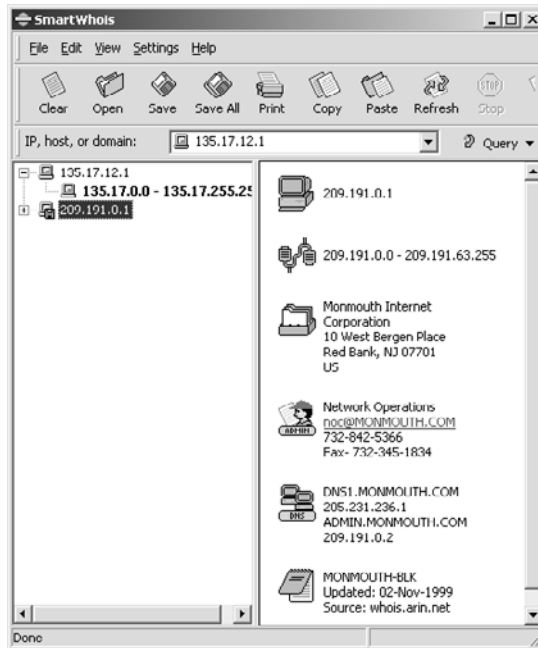 SmartWhois
File Edit View Settings Help
Clear Open Save Save All Print Copy Paste Refresh Stop
IP, host, or domain: 135.17.12.1 Query
135.17.12.1
135.17.0.0 - 135.17.255.25
209.191.0.1
209.191.0.1
209.191.0.0 - 209.191.63.255
Monmouth Internet
Corporation
10 West Bergen Place
Red Bank, NJ 07701
US
ADMIN
Network Operations
noc@MONMOUTH.COM
732-842-5366
Fax- 732-345-1834
DNS
DNS1.MONMOUTH.COM
205.231.236.1
ADMIN.MONMOUTH.COM
209.191.0.2
MONMOUTH-BLK
Updated: 02-Nov-1999
Source: whois.arin.net
Done